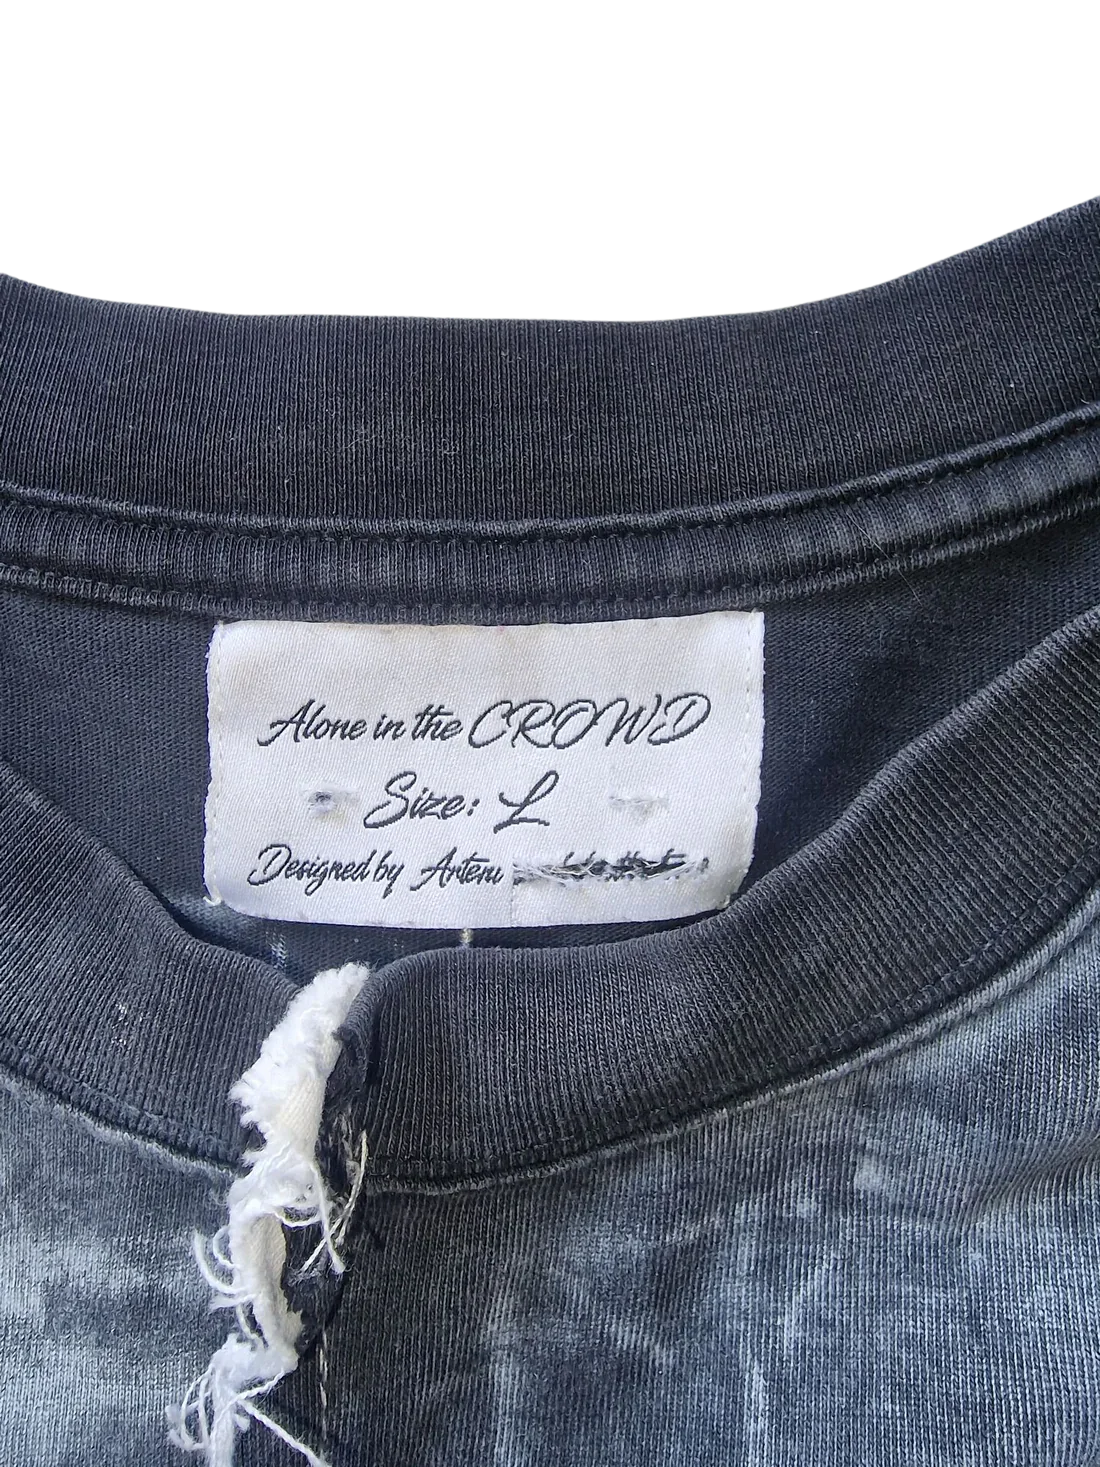 Alone in the CROWD
Size: L
Designed by Artem